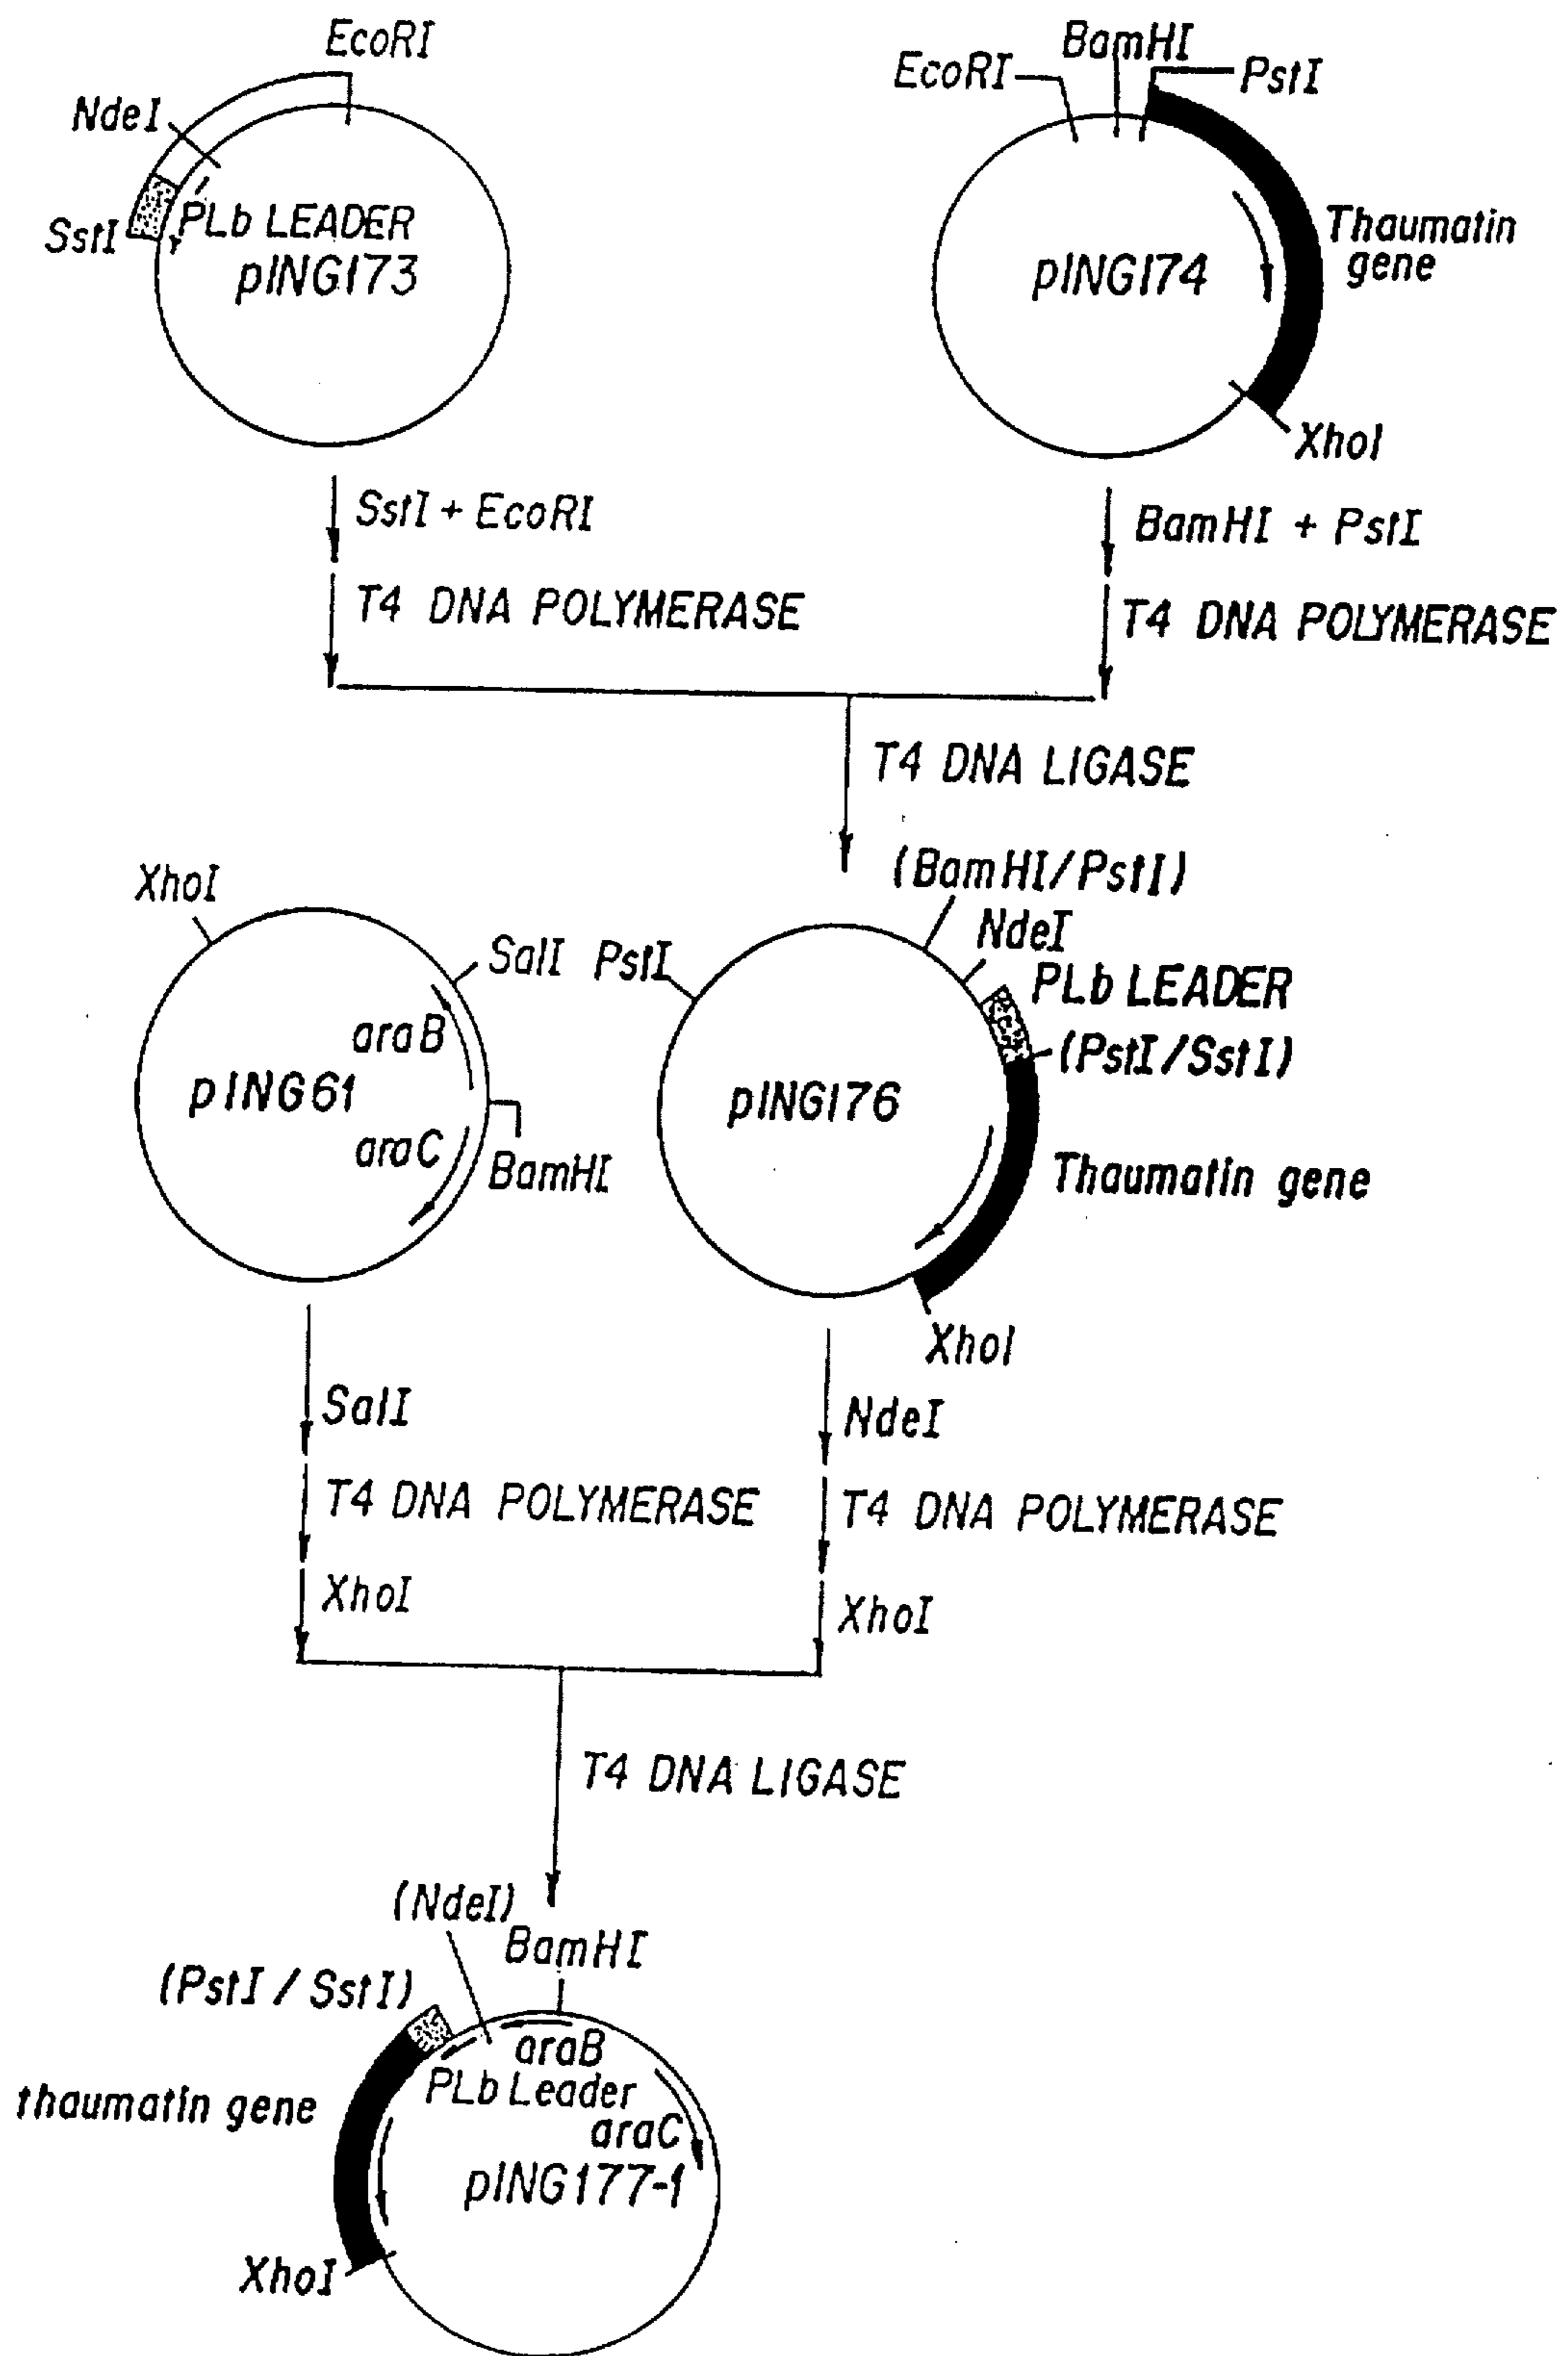 EcoRI
NdeI
SstI
PLb LEADER
pING173
BamHI
EcoRI
PstI
Thaumatin
gene
pING174
XhoI
SstI + EcoRI
BamHI + PstI
T4 DNA POLYMERASE
T4 DNA POLYMERASE
T4 DNA LIGASE
XhoI
SalI
araB
pING61
araC
BamHI
(BamHI/PstI)
NdeI
PstI
PLb LEADER
(PstI/SstI)
pING176
Thaumatin gene
XhoI
SalI
NdeI
T4 DNA POLYMERASE
T4 DNA POLYMERASE
XhoI
XhoI
T4 DNA LIGASE
(NdeI)
BamHI
(PstI / SstI)
araB
PLb Leader
thaumatin gene
araC
pING177-1
XhoI